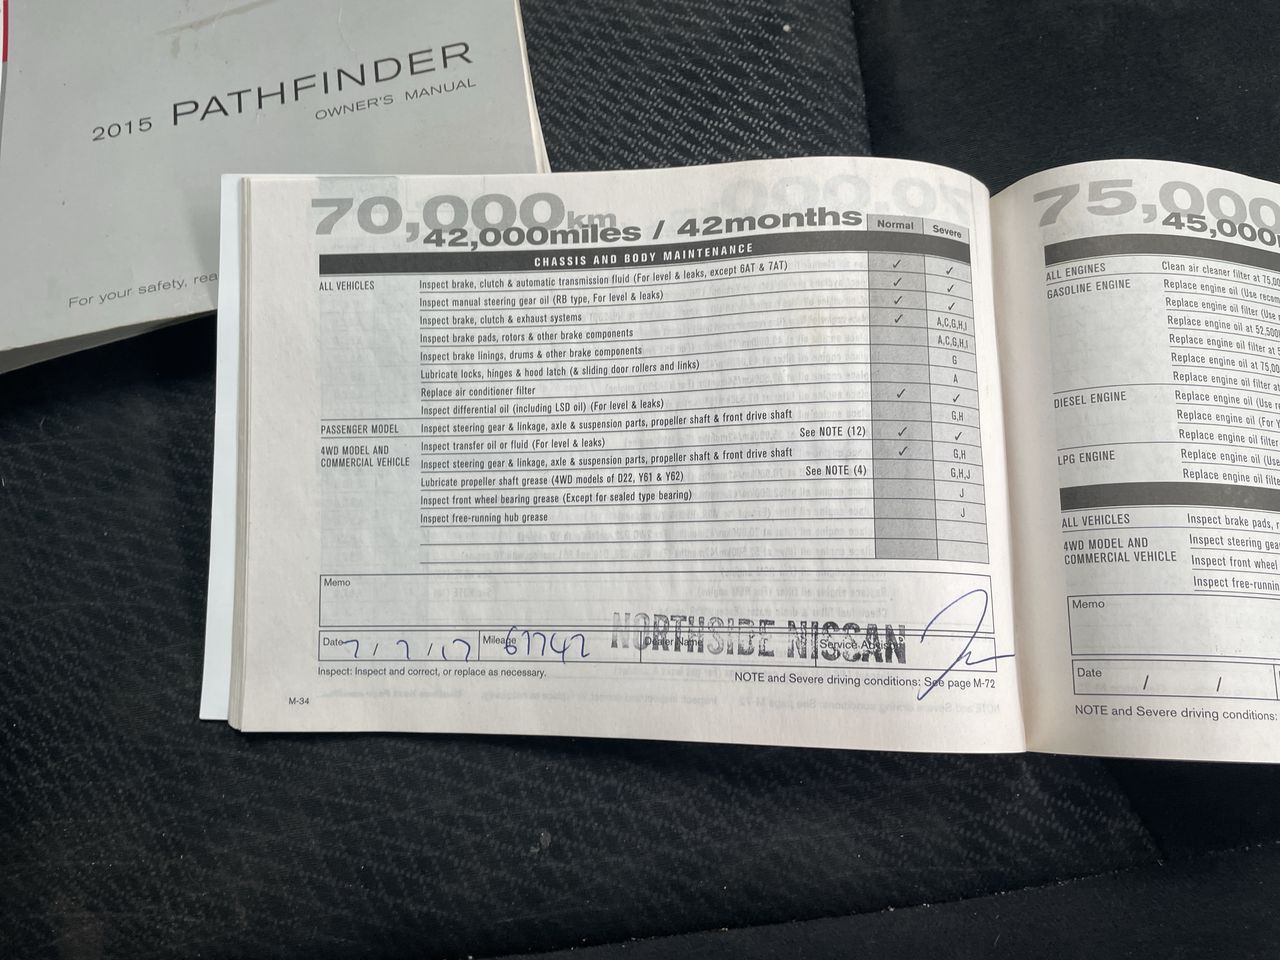 2015 PATHFINDER
OWNER'S MANUAL
For your safety, rea
70,000km
42,000miles / 42months
Normal Severe
CHASSIS AND BODY MAINTENANCE
ALL VEHICLES Inspect brake, clutch & automatic transmission fluid (For level & leaks, except 6AT & 7AT) ✓ ✓
Inspect manual steering gear oil (RB type, For level & leaks) ✓ ✓
Inspect brake, clutch & exhaust systems ✓ ✓
Inspect brake pads, rotors & other brake components ✓ A,C,G,H,I
Inspect brake linings, drums & other brake components A,C,G,H,I
Lubricate locks, hinges & hood latch (& sliding door rollers and links) G
Replace air conditioner filter A
Inspect differential oil (including LSD oil) (For level & leaks) ✓ ✓
PASSENGER MODEL Inspect steering gear & linkage, axle & suspension parts, propeller shaft & front drive shaft G,H
4WD MODEL AND COMMERCIAL VEHICLE Inspect transfer oil or fluid (For level & leaks) See NOTE (12) ✓ ✓
Inspect steering gear & linkage, axle & suspension parts, propeller shaft & front drive shaft ✓ G,H
Lubricate propeller shaft grease (4WD models of D22, Y61 & Y62) See NOTE (4) G,H,J
Inspect front wheel bearing grease (Except for sealed type bearing) J
Inspect free-running hub grease J
Memo
Date 7/7/17 Mileage 61742 Dealer Name Service Advisor
NORTHSIDE NISSAN
Inspect: Inspect and correct, or replace as necessary.
NOTE and Severe driving conditions: See page M-72
M-34
75,000
45,000
ALL ENGINES Clean air cleaner filter at 75,00
GASOLINE ENGINE Replace engine oil (Use recom
Replace engine oil filter (Use
Replace engine oil at 52,500
Replace engine oil filter at 5
Replace engine oil at 75,00
Replace engine oil filter at
DIESEL ENGINE Replace engine oil (Use re
Replace engine oil (For Y
Replace engine oil filter
LPG ENGINE Replace engine oil (Use
Replace engine oil filte
ALL VEHICLES Inspect brake pads, r
4WD MODEL AND COMMERCIAL VEHICLE Inspect steering gea
Inspect front wheel
Inspect free-runnin
Memo
Date / /
NOTE and Severe driving conditions: